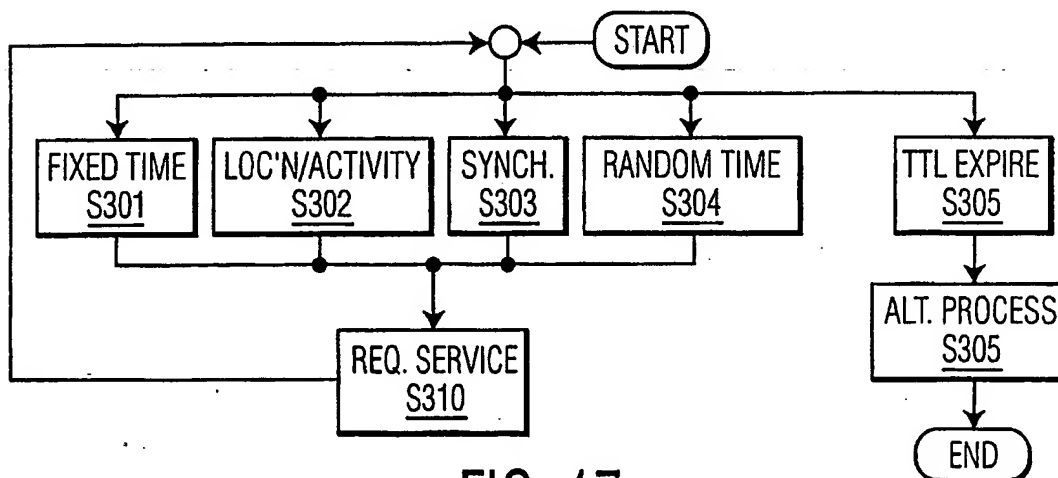 START
FIXED TIME
S301
LOC'N/ACTIVITY
S302
SYNCH.
S303
RANDOM TIME
S304
TTL EXPIRE
S305
REQ. SERVICE
S310
ALT. PROCESS
S305
END